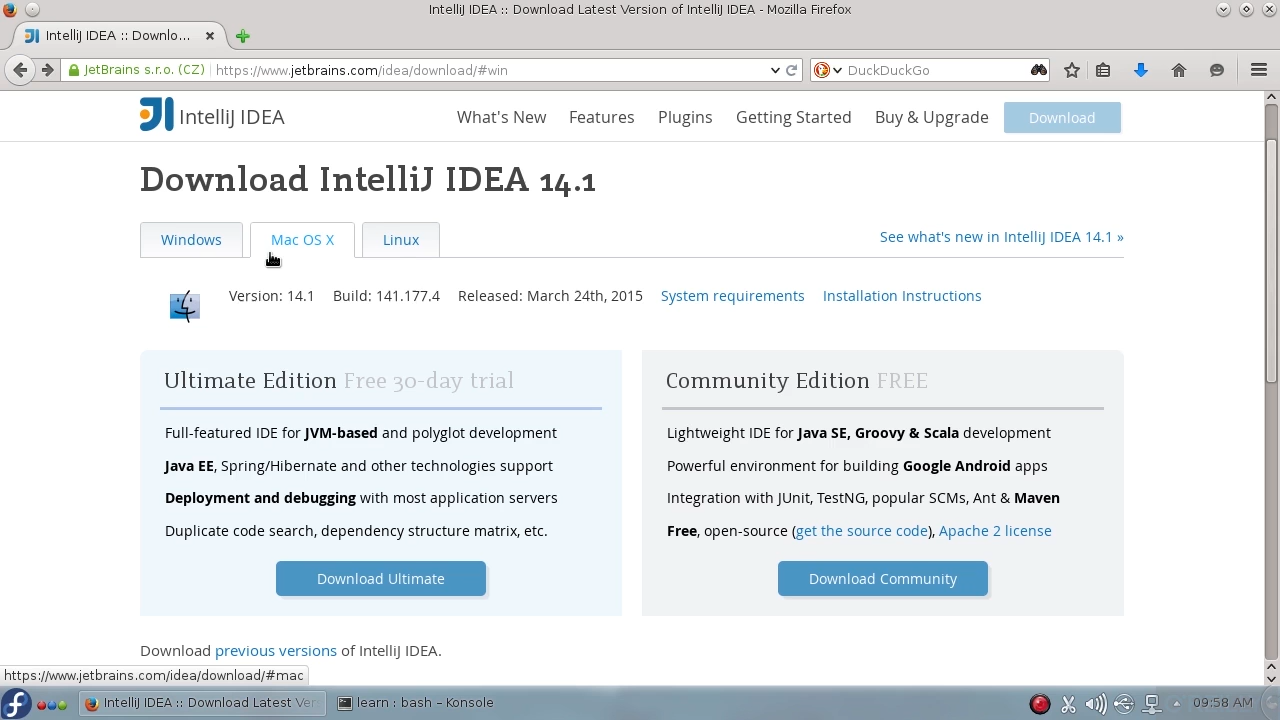 IntelliJ IDEA :: Download Latest Version of IntelliJ IDEA - Mozilla Firefox
IntelliJ IDEA :: Downlo...
JetBrains s.r.o. (CZ) https://www.jetbrains.com/idea/download/#win
DuckDuckGo
IntelliJ IDEA
What's New Features Plugins Getting Started Buy & Upgrade Download
Download IntelliJ IDEA 14.1
Windows Mac OS X Linux
See what's new in IntelliJ IDEA 14.1 »
Version: 14.1 Build: 141.177.4 Released: March 24th, 2015 System requirements Installation Instructions
Ultimate Edition Free 30-day trial
Full-featured IDE for JVM-based and polyglot development
Java EE, Spring/Hibernate and other technologies support
Deployment and debugging with most application servers
Duplicate code search, dependency structure matrix, etc.
Download Ultimate
Community Edition FREE
Lightweight IDE for Java SE, Groovy & Scala development
Powerful environment for building Google Android apps
Integration with JUnit, TestNG, popular SCMs, Ant & Maven
Free, open-source (get the source code), Apache 2 license
Download Community
Download previous versions of IntelliJ IDEA.
https://www.jetbrains.com/idea/download/#mac
IntelliJ IDEA :: Download Latest Ver
learn : bash – Konsole
09:58 AM